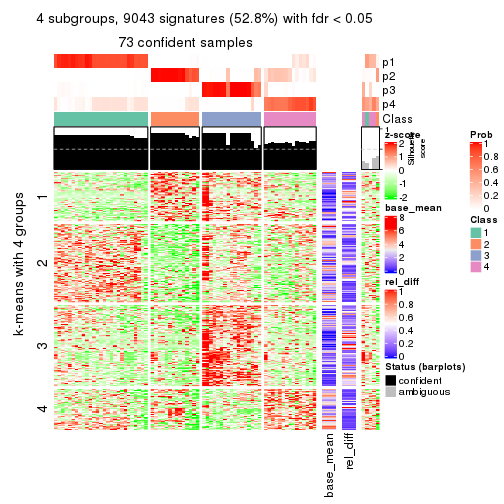 4 subgroups, 9043 signatures (52.8%) with fdr < 0.05
73 confident samples
p1
p2
p3
p4
Class
1
Silhouette
score
k-means with 4 groups
1
2
3
4
base_mean
rel_diff
z-score
2
1
0
-1
-2
base_mean
8
6
4
2
0
rel_diff
1
0.8
0.6
0.4
0.2
0
Status (barplots)
confident
ambiguous
Prob
1
0.8
0.6
0.4
0.2
0
Class
1
2
3
4